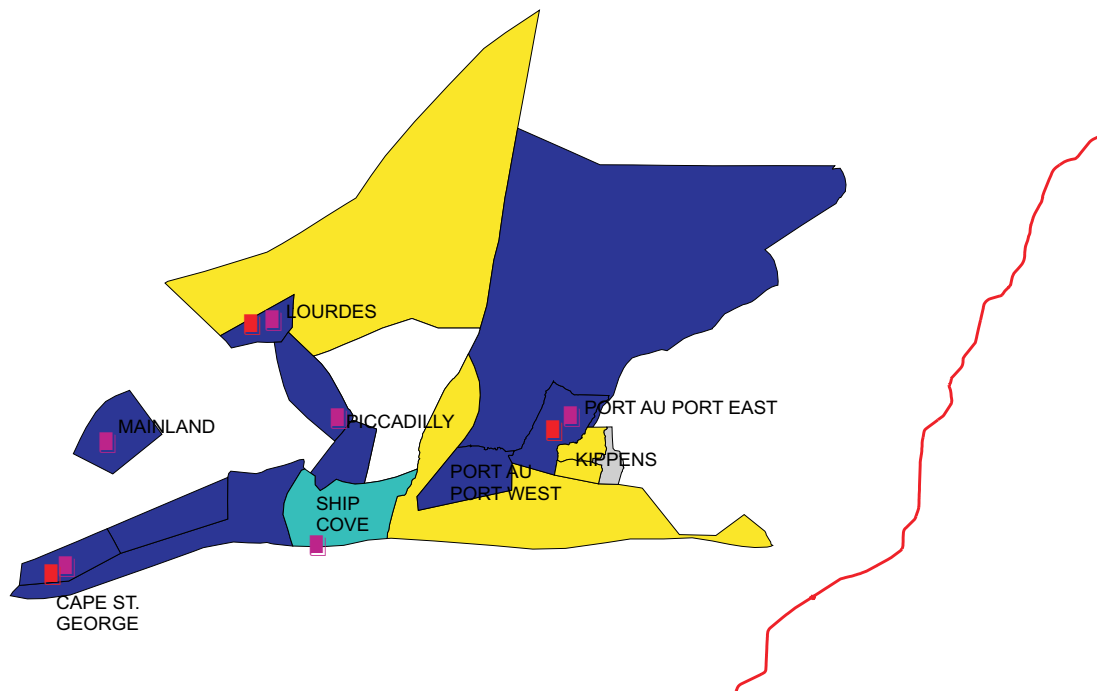 LOURDES
MAINLAND
PICCADILLY
PORT AU PORT EAST
KIPPENS
PORT AU
PORT WEST
SHIP
COVE
CAPE ST.
GEORGE